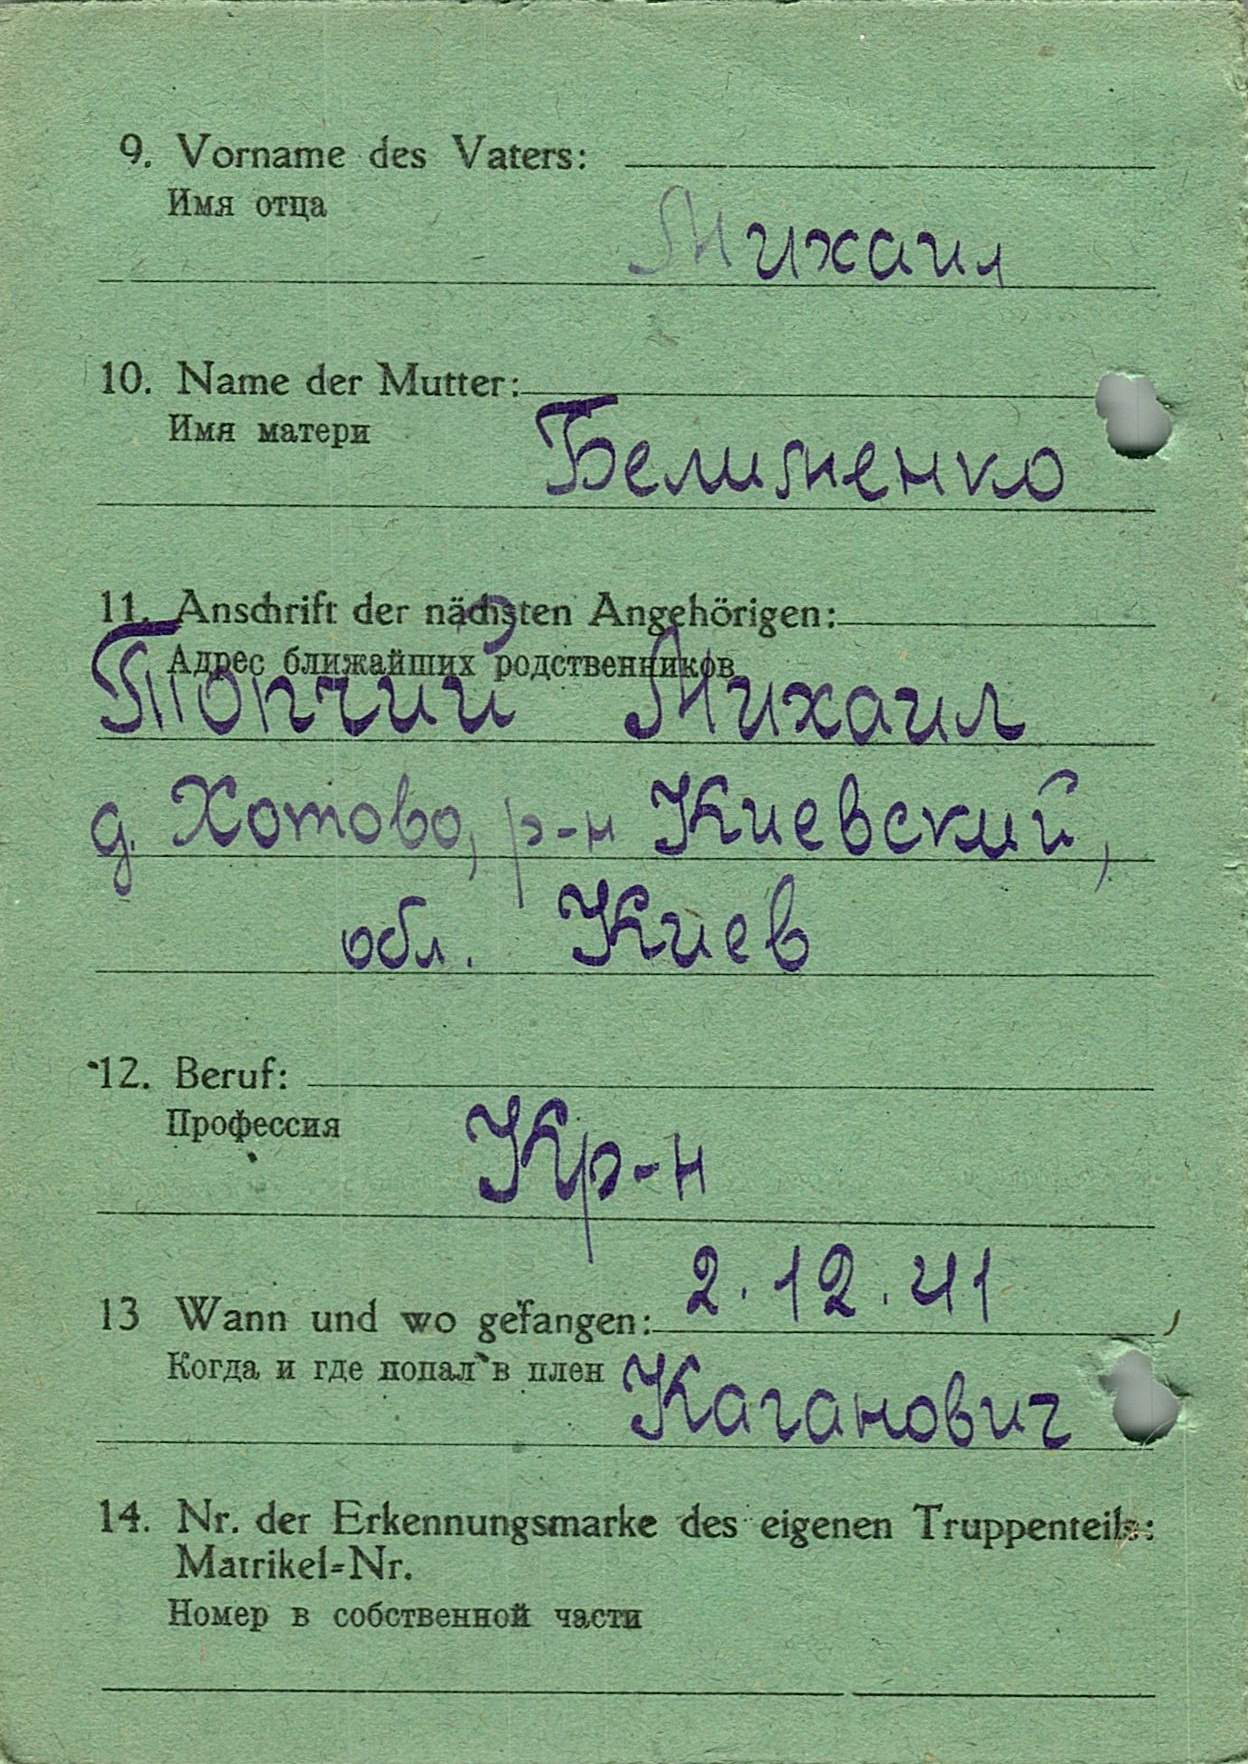 9. Vorname des Vaters:
Имя отца
Михаил
10. Name der Mutter:
Имя матери
11. Anschrift der nächsten Angehörigen:
Адрес ближайших родственников
Топчий Михаил
д. Хотово, р-н Киевский,
обл. Киев
12. Beruf:
Профессия
Кр-н
2.12.41
13 Wann und wo gefangen:
Когда и где попал в плен
Каганович
14. Nr. der Erkennungsmarke des eigenen Truppenteils:
Matrikel-Nr.
Номер в собственной части